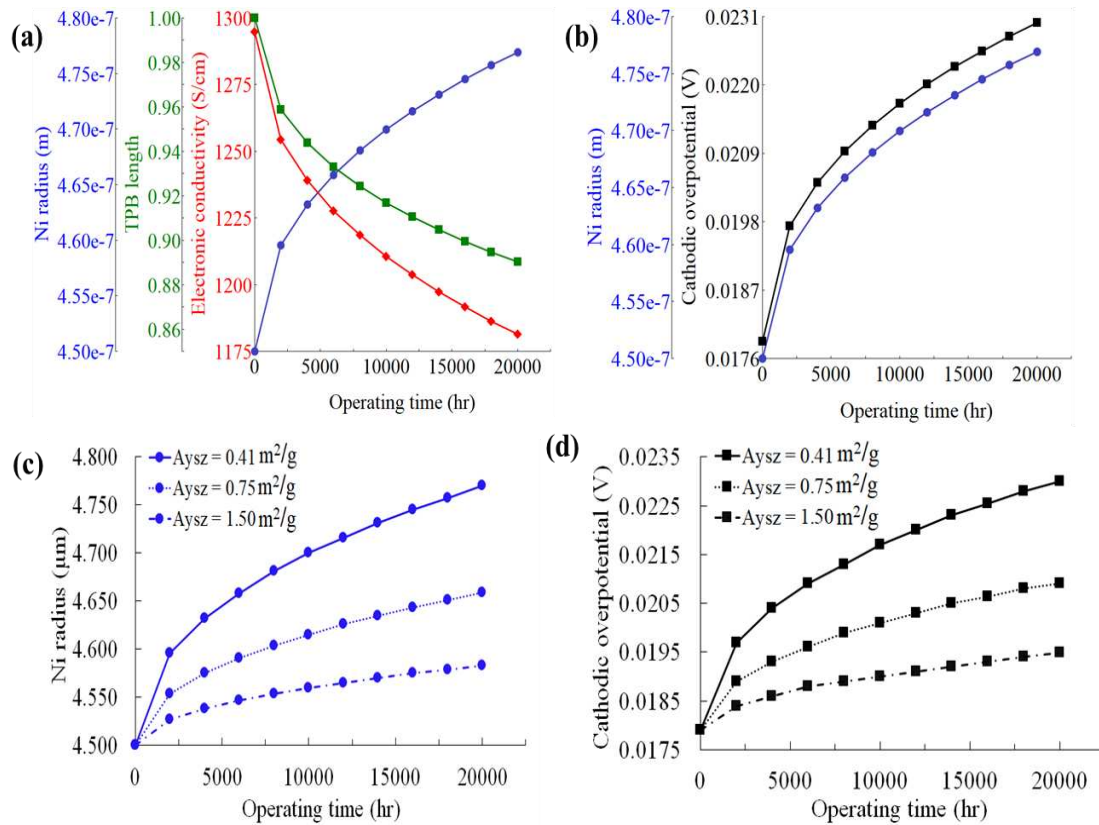 (a)
Ni radius (m)
4.80e-7
4.75e-7
4.70e-7
4.65e-7
4.60e-7
4.55e-7
4.50e-7
TPB length
1.00
0.98
0.96
0.94
0.92
0.90
0.88
0.86
Electronic conductivity (S/cm)
1300
1275
1250
1225
1200
1175
0 5000 10000 15000 20000
Operating time (hr)
(b)
Ni radius (m)
4.80e-7
4.75e-7
4.70e-7
4.65e-7
4.60e-7
4.55e-7
4.50e-7
Cathodic overpotential (V)
0.0231
0.0220
0.0209
0.0198
0.0187
0.0176
0 5000 10000 15000 20000
Operating time (hr)
(c)
Ni radius (μm)
4.800
4.750
4.700
4.650
4.600
4.550
4.500
Aysz = 0.41 m²/g
Aysz = 0.75 m²/g
Aysz = 1.50 m²/g
0 5000 10000 15000 20000
Operating time (hr)
(d)
Cathodic overpotential (V)
0.0235
0.0225
0.0215
0.0205
0.0195
0.0185
0.0175
Aysz = 0.41 m²/g
Aysz = 0.75 m²/g
Aysz = 1.50 m²/g
0 5000 10000 15000 20000
Operating time (hr)